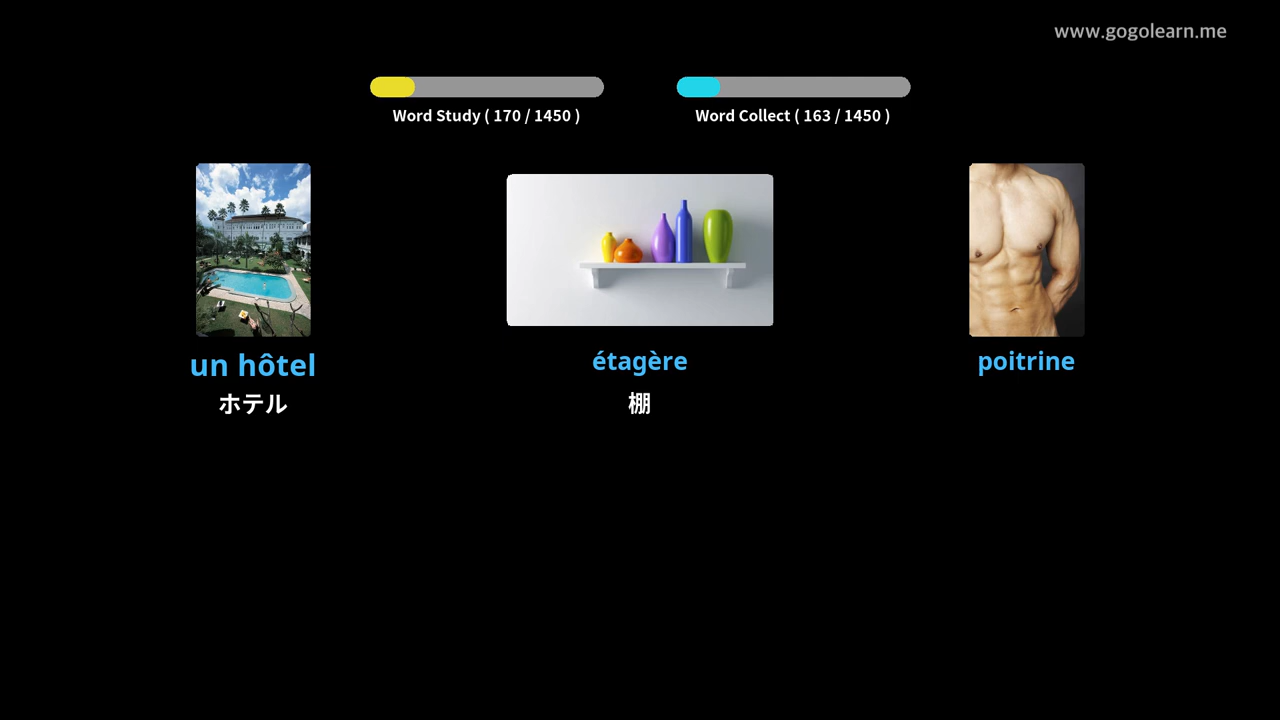 www.gogolearn.me
Word Study ( 170 / 1450 )
Word Collect ( 163 / 1450 )
un hôtel
ホテル
étagère
棚
poitrine